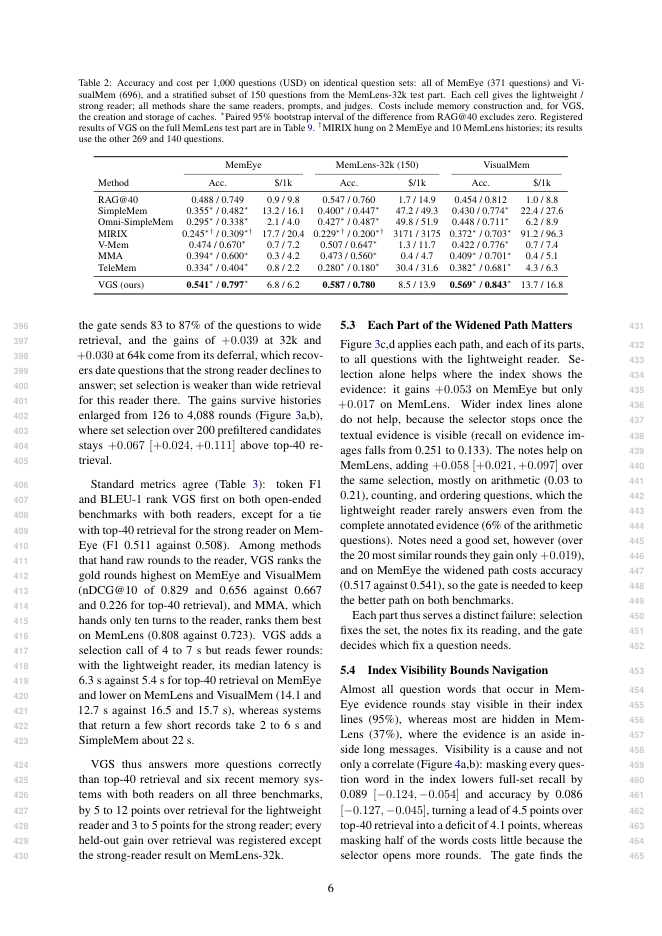 Table 2: Accuracy and cost per 1,000 questions (USD) on identical question sets: all of MemEye (371 questions) and Vi-
sualMem (696), and a stratified subset of 150 questions from the MemLens-32k test part. Each cell gives the lightweight /
strong reader; all methods share the same readers, prompts, and judges. Costs include memory construction and, for VGS,
the creation and storage of caches. *Paired 95% bootstrap interval of the difference from RAG@40 excludes zero. Registered
results of VGS on the full MemLens test part are in Table 9. †MIRIX hung on 2 MemEye and 10 MemLens histories; its results
use the other 269 and 140 questions.
MemEye MemLens-32k (150) VisualMem
Method Acc. $/1k Acc. $/1k Acc. $/1k
RAG@40 0.488 / 0.749 0.9 / 9.8 0.547 / 0.760 1.7 / 14.9 0.454 / 0.812 1.0 / 8.8
SimpleMem 0.355* / 0.482* 13.2 / 16.1 0.400* / 0.447* 47.2 / 49.3 0.430 / 0.774* 22.4 / 27.6
Omni-SimpleMem 0.295* / 0.338* 2.1 / 4.0 0.427* / 0.487* 49.8 / 51.9 0.448 / 0.711* 6.2 / 8.9
MIRIX 0.245*† / 0.309*† 17.7 / 20.4 0.229*† / 0.200*† 3171 / 3175 0.372* / 0.703* 91.2 / 96.3
V-Mem 0.474 / 0.670* 0.7 / 7.2 0.507 / 0.647* 1.3 / 11.7 0.422 / 0.776* 0.7 / 7.4
MMA 0.394* / 0.600* 0.3 / 4.2 0.473 / 0.560* 0.4 / 4.7 0.409* / 0.701* 0.4 / 5.1
TeleMem 0.334* / 0.404* 0.8 / 2.2 0.280* / 0.180* 30.4 / 31.6 0.382* / 0.681* 4.3 / 6.3
VGS (ours) 0.541* / 0.797* 6.8 / 6.2 0.587 / 0.780 8.5 / 13.9 0.569* / 0.843* 13.7 / 16.8
396 the gate sends 83 to 87% of the questions to wide
397 retrieval, and the gains of +0.039 at 32k and
398 +0.030 at 64k come from its deferral, which recov-
399 ers date questions that the strong reader declines to
400 answer; set selection is weaker than wide retrieval
401 for this reader there. The gains survive histories
402 enlarged from 126 to 4,088 rounds (Figure 3a,b),
403 where set selection over 200 prefiltered candidates
404 stays +0.067 [+0.024, +0.111] above top-40 re-
405 trieval.
406 Standard metrics agree (Table 3): token F1
407 and BLEU-1 rank VGS first on both open-ended
408 benchmarks with both readers, except for a tie
409 with top-40 retrieval for the strong reader on Mem-
410 Eye (F1 0.511 against 0.508). Among methods
411 that hand raw rounds to the reader, VGS ranks the
412 gold rounds highest on MemEye and VisualMem
413 (nDCG@10 of 0.829 and 0.656 against 0.667
414 and 0.226 for top-40 retrieval), and MMA, which
415 hands only ten turns to the reader, ranks them best
416 on MemLens (0.808 against 0.723). VGS adds a
417 selection call of 4 to 7 s but reads fewer rounds:
418 with the lightweight reader, its median latency is
419 6.3 s against 5.4 s for top-40 retrieval on MemEye
420 and lower on MemLens and VisualMem (14.1 and
421 12.7 s against 16.5 and 15.7 s), whereas systems
422 that return a few short records take 2 to 6 s and
423 SimpleMem about 22 s.
424 VGS thus answers more questions correctly
425 than top-40 retrieval and six recent memory sys-
426 tems with both readers on all three benchmarks,
427 by 5 to 12 points over retrieval for the lightweight
428 reader and 3 to 5 points for the strong reader; every
429 held-out gain over retrieval was registered except
430 the strong-reader result on MemLens-32k.
5.3 Each Part of the Widened Path Matters 431
Figure 3c,d applies each path, and each of its parts, 432
to all questions with the lightweight reader. Se- 433
lection alone helps where the index shows the 434
evidence: it gains +0.053 on MemEye but only 435
+0.017 on MemLens. Wider index lines alone 436
do not help, because the selector stops once the 437
textual evidence is visible (recall on evidence im- 438
ages falls from 0.251 to 0.133). The notes help on 439
MemLens, adding +0.058 [+0.021, +0.097] over 440
the same selection, mostly on arithmetic (0.03 to 441
0.21), counting, and ordering questions, which the 442
lightweight reader rarely answers even from the 443
complete annotated evidence (6% of the arithmetic 444
questions). Notes need a good set, however (over 445
the 20 most similar rounds they gain only +0.019), 446
and on MemEye the widened path costs accuracy 447
(0.517 against 0.541), so the gate is needed to keep 448
the better path on both benchmarks. 449
Each part thus serves a distinct failure: selection 450
fixes the set, the notes fix its reading, and the gate 451
decides which fix a question needs. 452
5.4 Index Visibility Bounds Navigation 453
Almost all question words that occur in Mem- 454
Eye evidence rounds stay visible in their index 455
lines (95%), whereas most are hidden in Mem- 456
Lens (37%), where the evidence is an aside in- 457
side long messages. Visibility is a cause and not 458
only a correlate (Figure 4a,b): masking every ques- 459
tion word in the index lowers full-set recall by 460
0.089 [−0.124, −0.054] and accuracy by 0.086 461
[−0.127, −0.045], turning a lead of 4.5 points over 462
top-40 retrieval into a deficit of 4.1 points, whereas 463
masking half of the words costs little because the 464
selector opens more rounds. The gate finds the 465
6